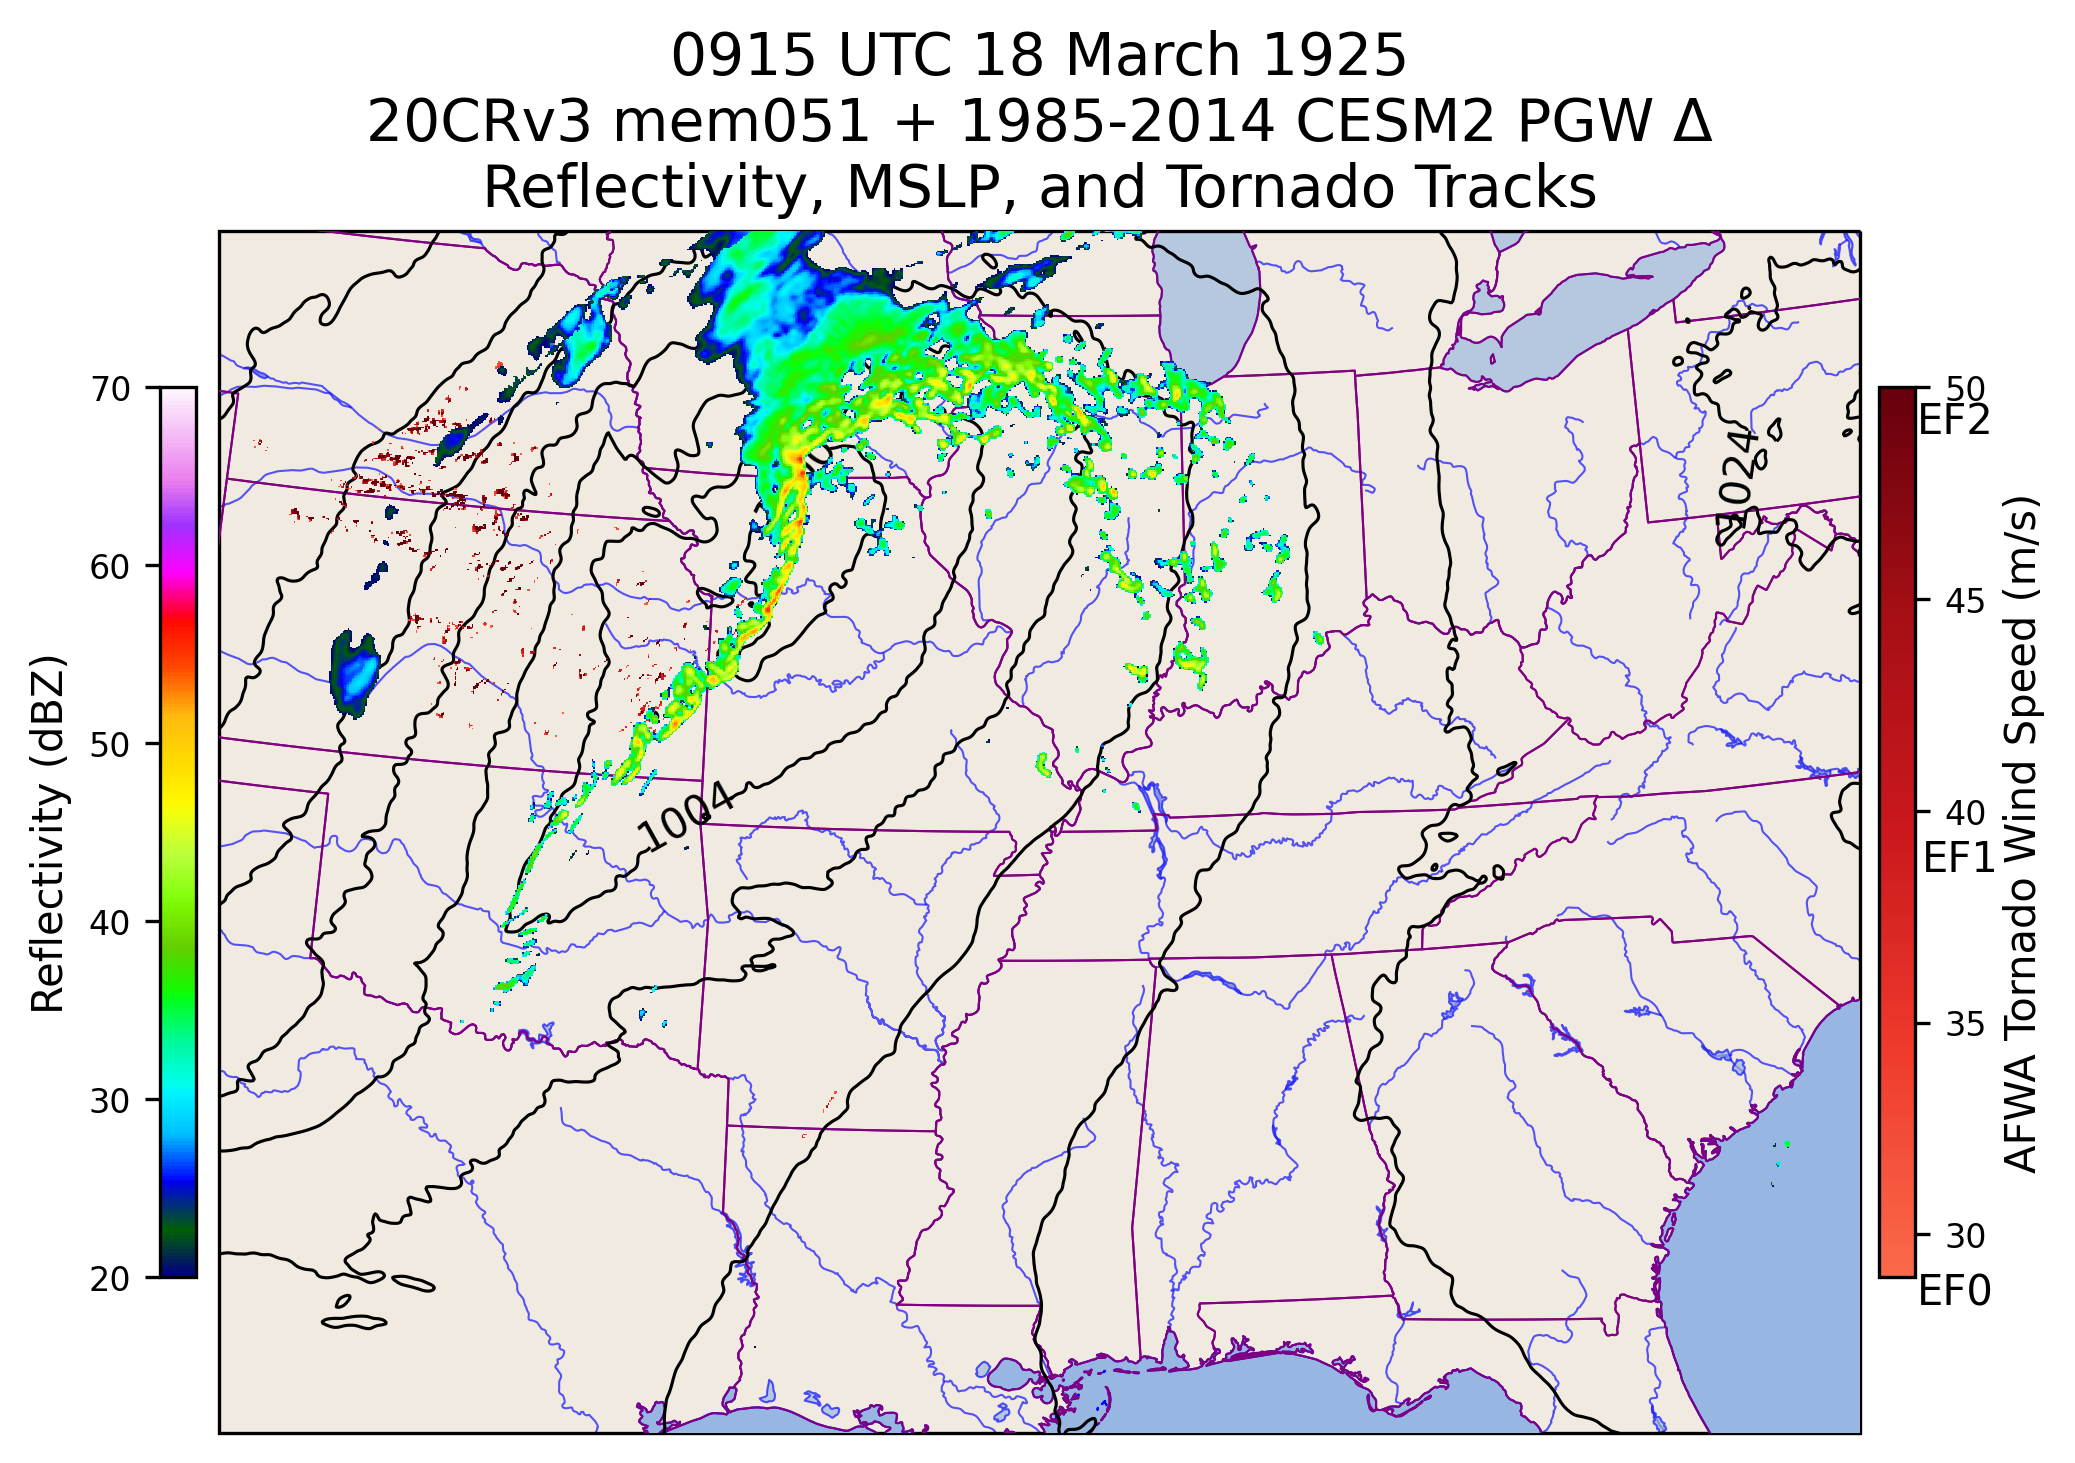 0915 UTC 18 March 1925
20CRv3 mem051 + 1985-2014 CESM2 PGW Δ
Reflectivity, MSLP, and Tornado Tracks
70
60
50
40
30
20
Reflectivity (dBZ)
1004
1024
50
EF2
45
40
EF1
35
30
EF0
AFWA Tornado Wind Speed (m/s)